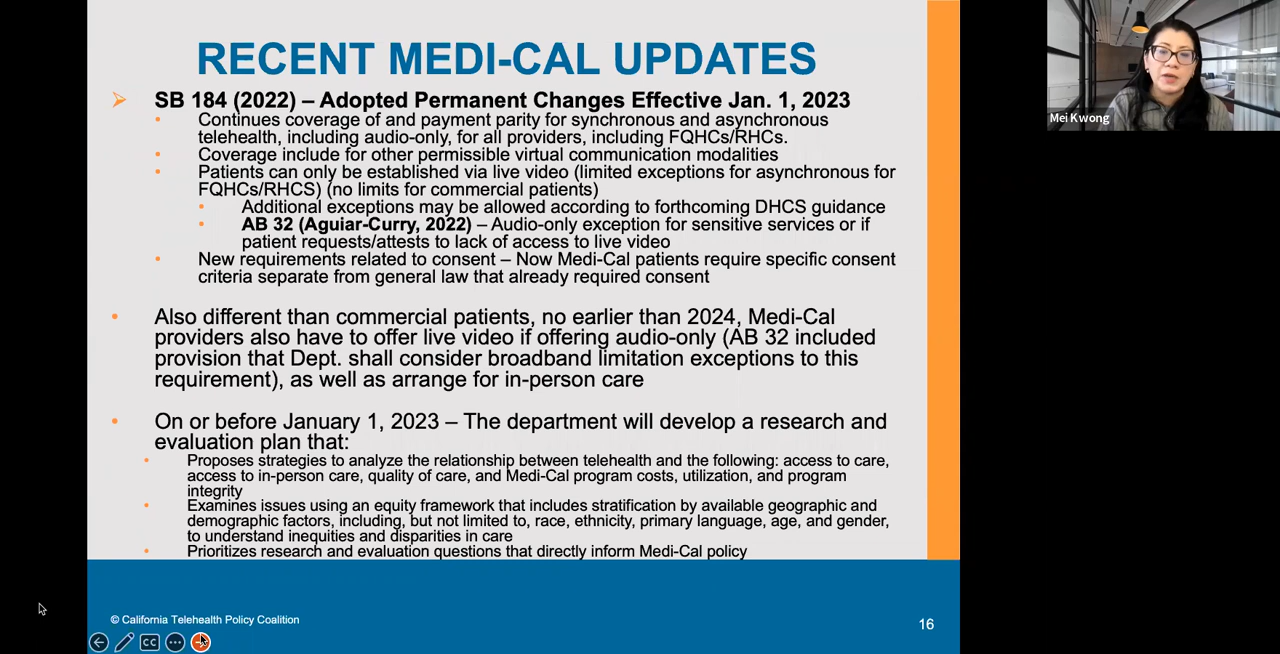 RECENT MEDI-CAL UPDATES
SB 184 (2022) – Adopted Permanent Changes Effective Jan. 1, 2023
Continues coverage of and payment parity for synchronous and asynchronous
telehealth, including audio-only, for all providers, including FQHCs/RHCs.
Coverage include for other permissible virtual communication modalities
Patients can only be established via live video (limited exceptions for asynchronous for
FQHCs/RHCS) (no limits for commercial patients)
Additional exceptions may be allowed according to forthcoming DHCS guidance
AB 32 (Aguiar-Curry, 2022) – Audio-only exception for sensitive services or if
patient requests/attests to lack of access to live video
New requirements related to consent – Now Medi-Cal patients require specific consent
criteria separate from general law that already required consent
Also different than commercial patients, no earlier than 2024, Medi-Cal
providers also have to offer live video if offering audio-only (AB 32 included
provision that Dept. shall consider broadband limitation exceptions to this
requirement), as well as arrange for in-person care
On or before January 1, 2023 – The department will develop a research and
evaluation plan that:
Proposes strategies to analyze the relationship between telehealth and the following: access to care,
access to in-person care, quality of care, and Medi-Cal program costs, utilization, and program
integrity
Examines issues using an equity framework that includes stratification by available geographic and
demographic factors, including, but not limited to, race, ethnicity, primary language, age, and gender,
to understand inequities and disparities in care
Prioritizes research and evaluation questions that directly inform Medi-Cal policy
© California Telehealth Policy Coalition
16
CC
Mei Kwong